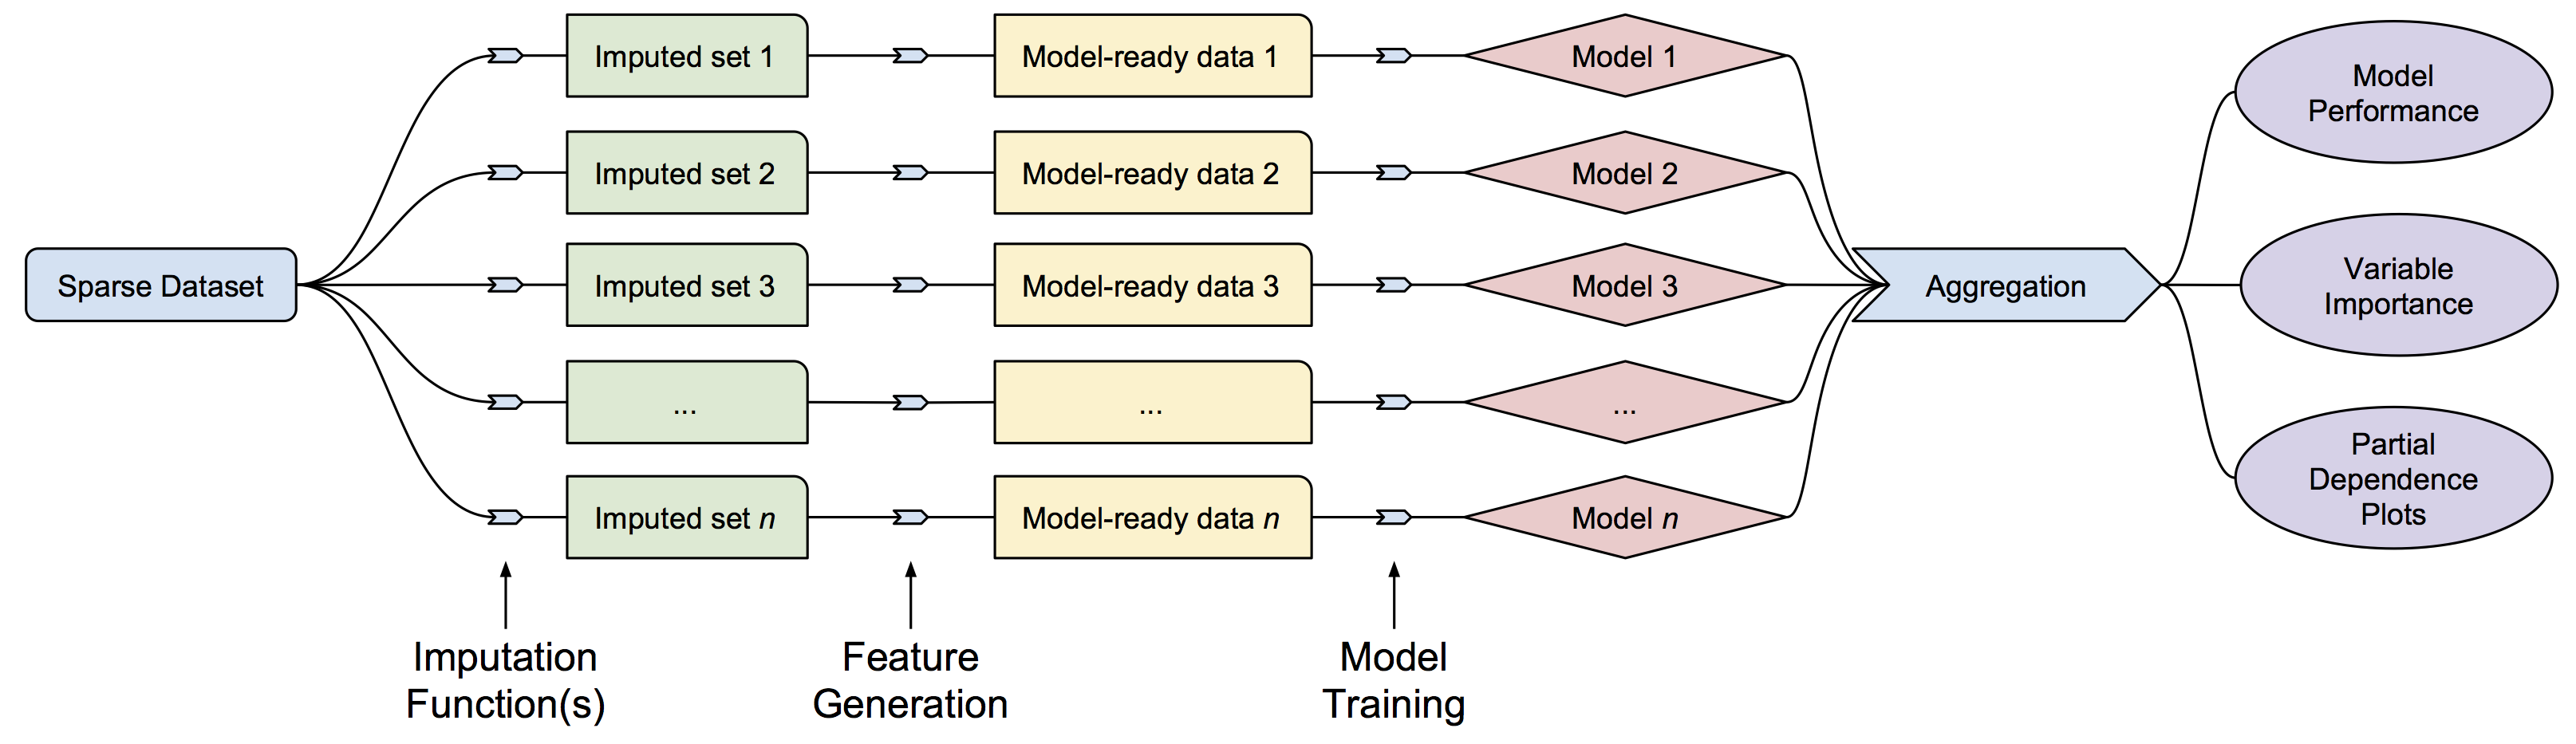 Sparse Dataset
Imputed set 1
Model-ready data 1
Model 1
Imputed set 2
Model-ready data 2
Model 2
Imputed set 3
Model-ready data 3
Model 3
...
...
...
Imputed set n
Model-ready data n
Model n
Imputation
Function(s)
Feature
Generation
Model
Training
Aggregation
Model
Performance
Variable
Importance
Partial
Dependence
Plots